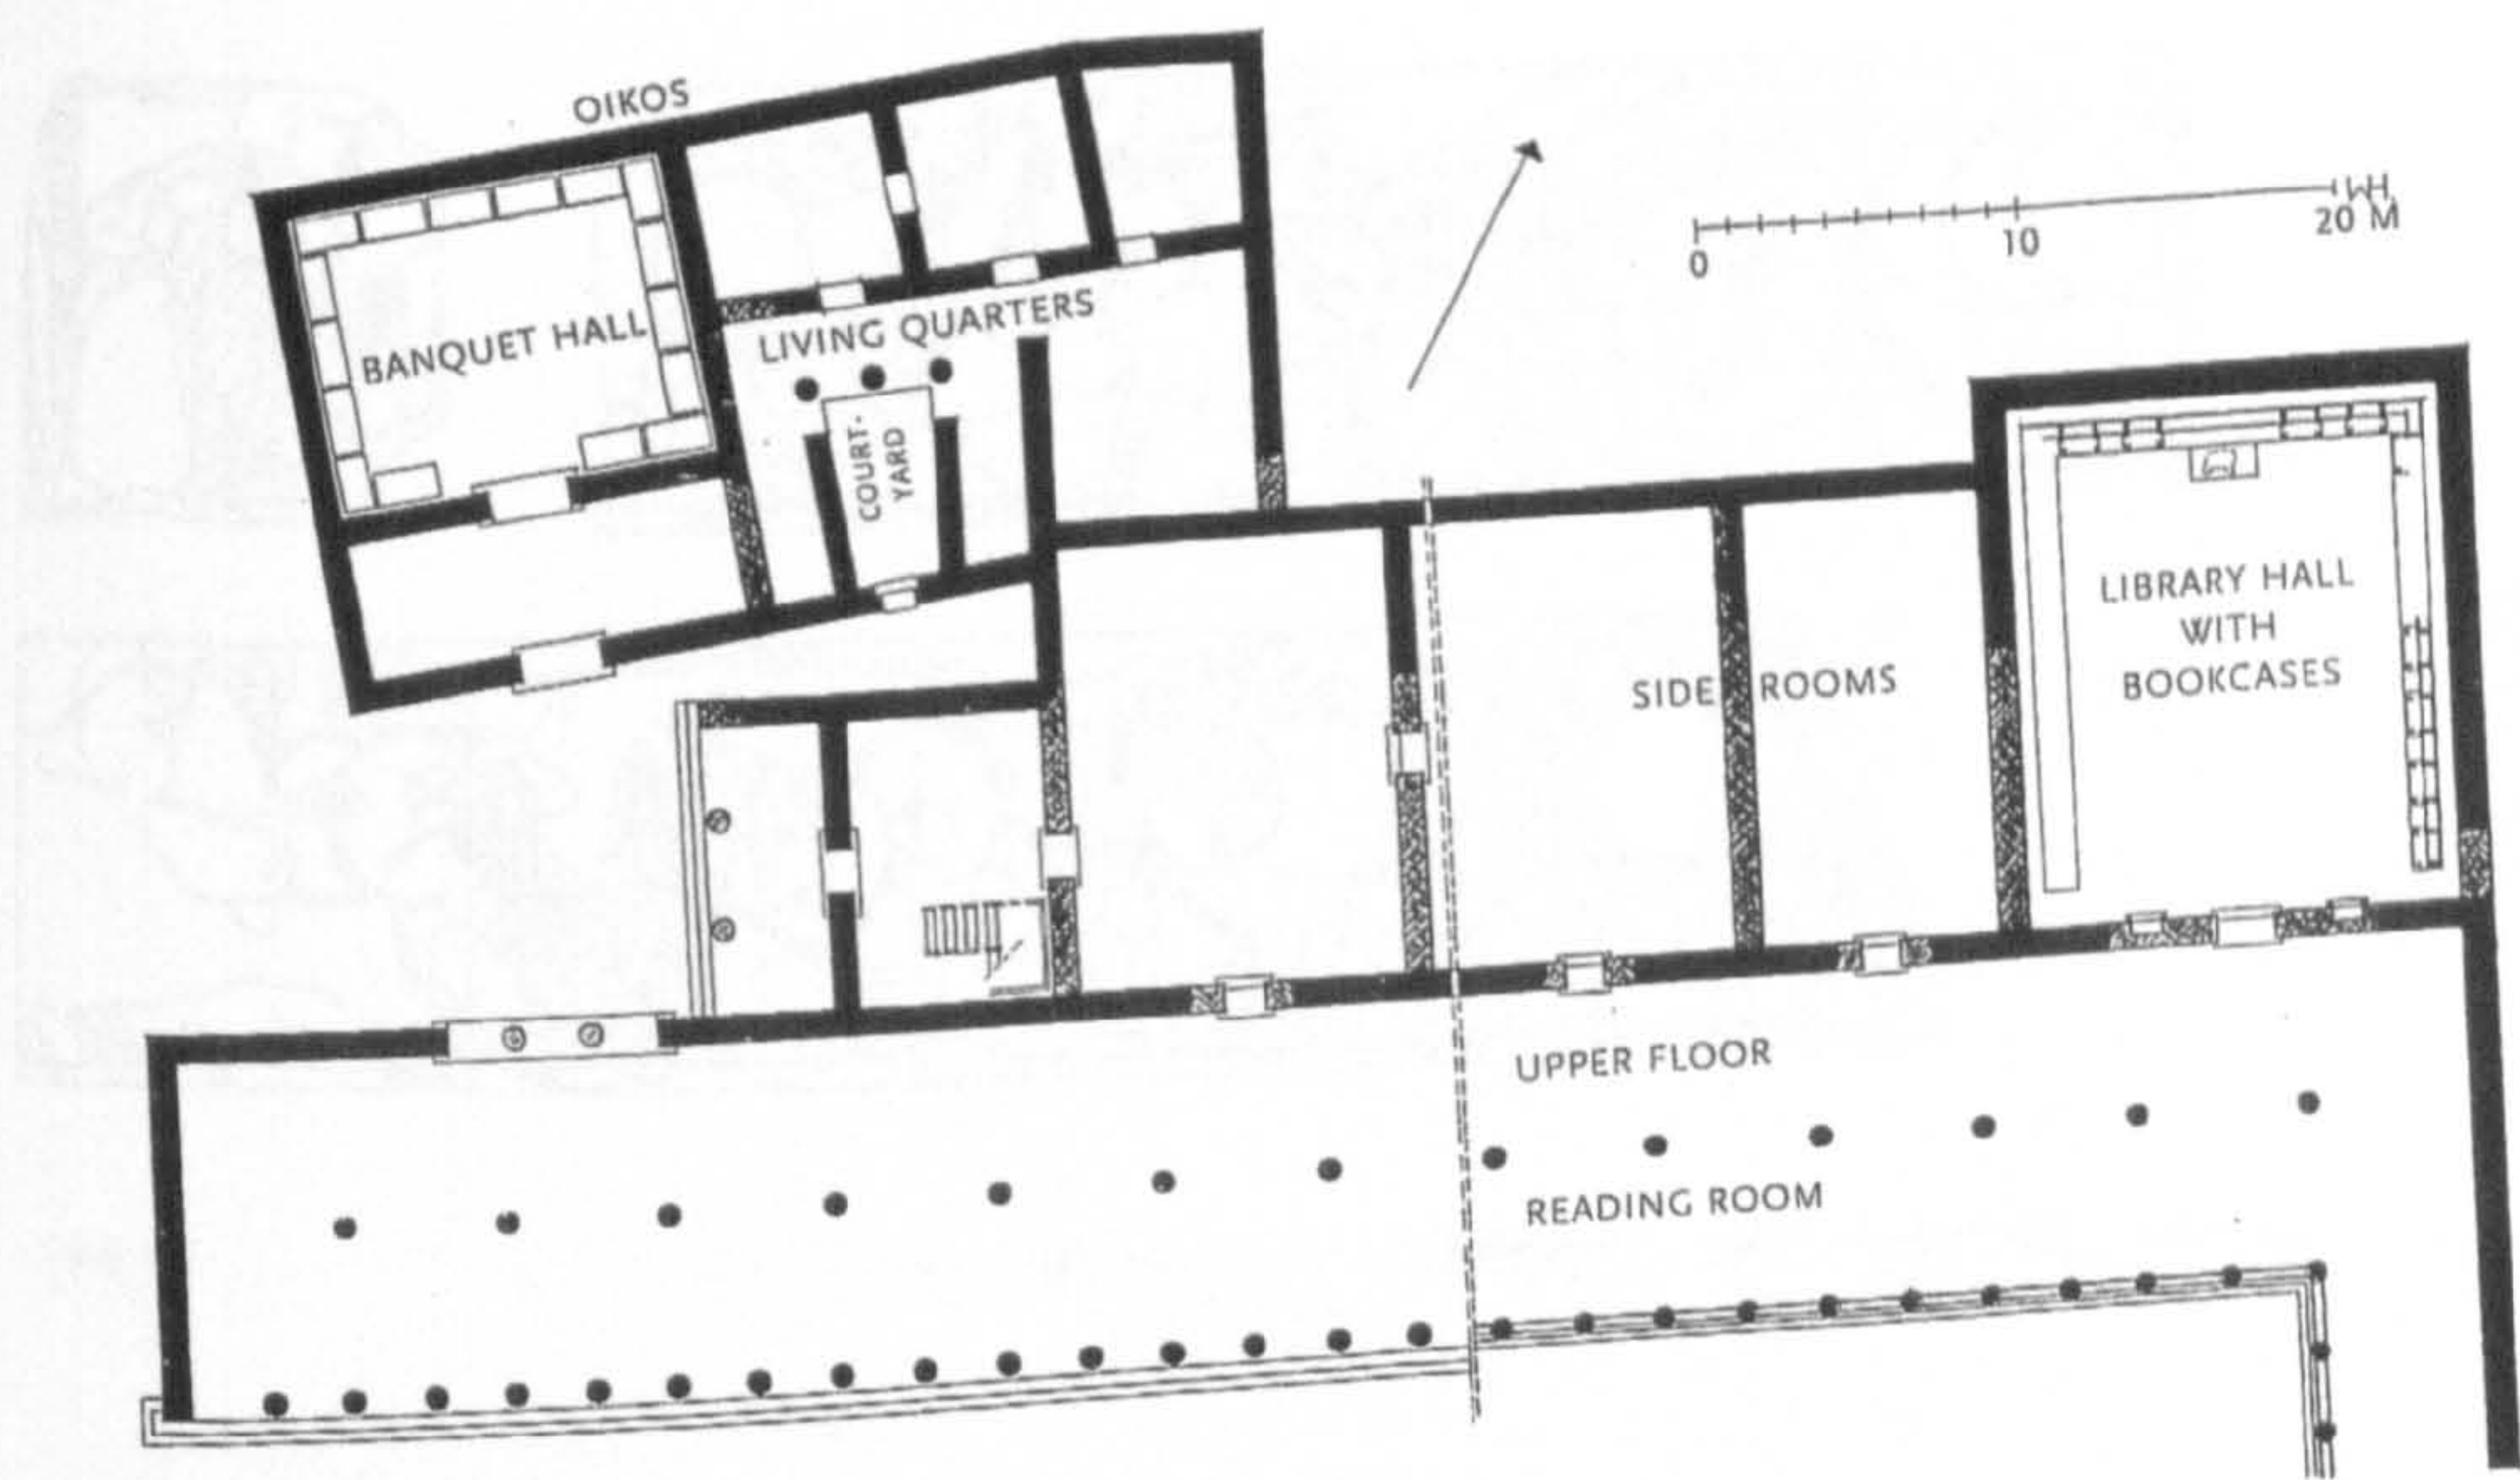 OIKOS
BANQUET HALL
LIVING QUARTERS
COURT-
YARD
0
10
20 M
WH,
LIBRARY HALL
WITH
BOOKCASES
SIDE ROOMS
UPPER FLOOR
READING ROOM